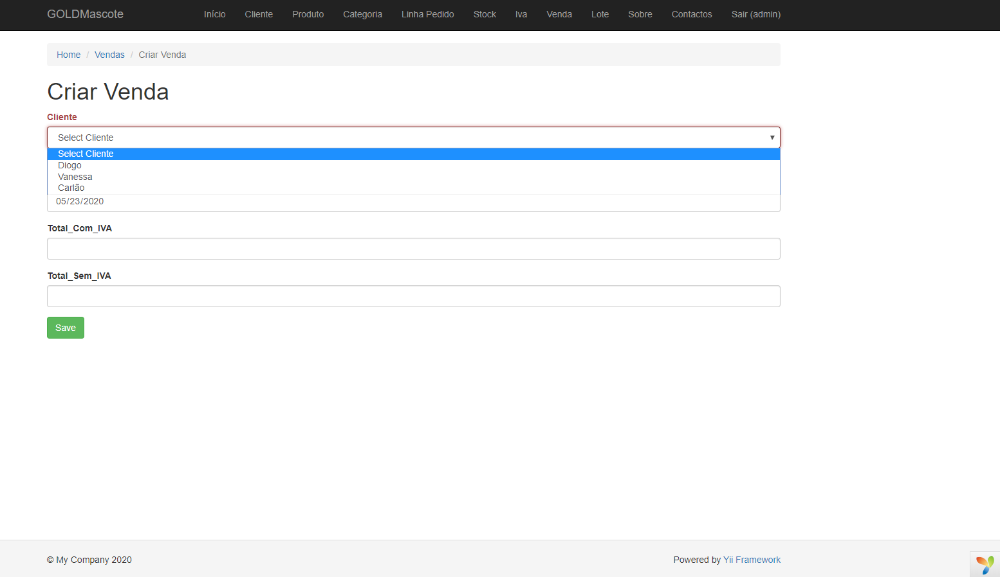 GOLDMascote Início Cliente Produto Categoria Linha Pedido Stock Iva Venda Lote Sobre Contactos Sair (admin)
Home / Vendas / Criar Venda
Criar Venda
Cliente
Select Cliente
Select Cliente
Diogo
Vanessa
Carlão
05/23/2020
Total_Com_IVA
Total_Sem_IVA
Save
© My Company 2020 Powered by Yii Framework